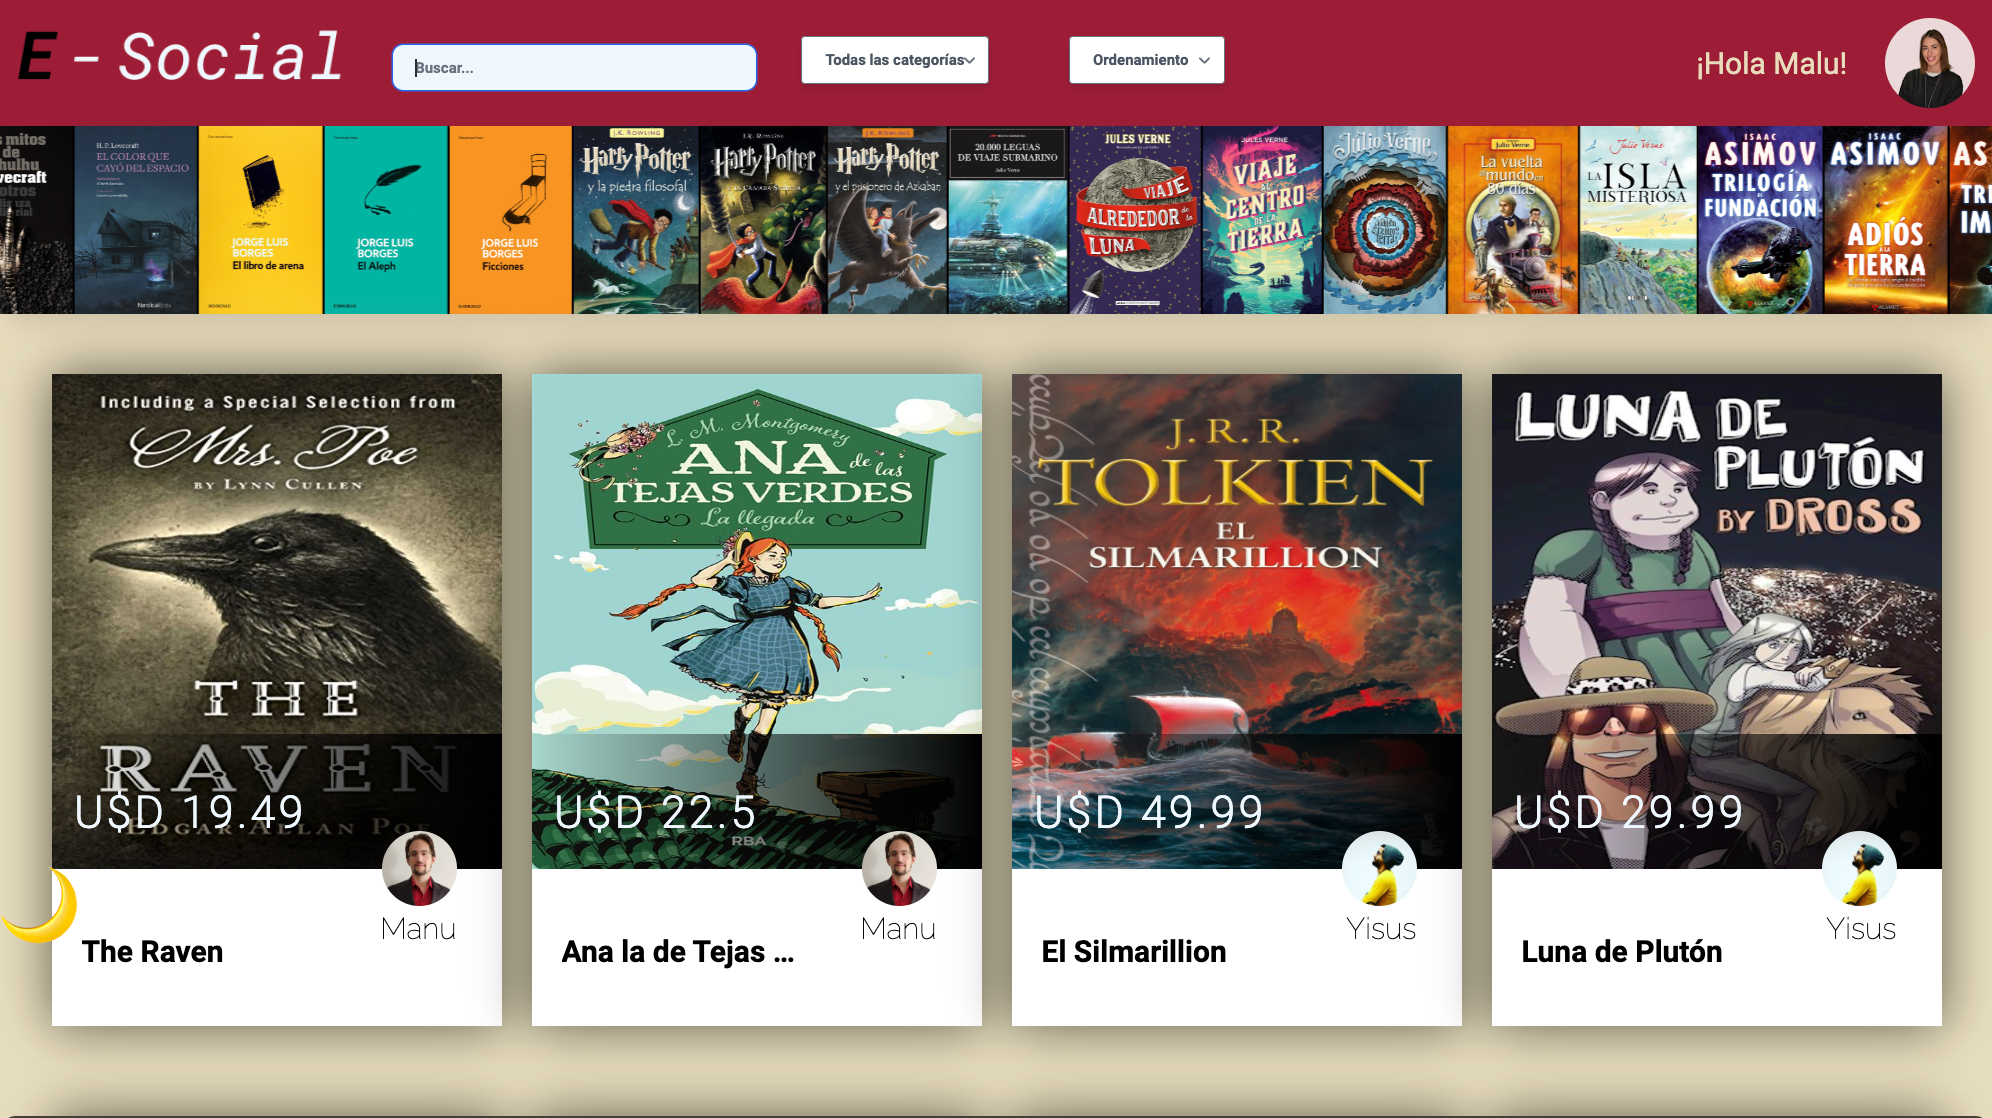 E - Social
Buscar...
Todas las categorías
Ordenamiento
¡Hola Malu!
s mitos
de
hulhu
vecraft
otros
H. P. Lovecraft
EL COLOR QUE
CAYÓ DEL ESPACIO
JORGE LUIS
BORGES
El libro de arena
JORGE LUIS
BORGES
El Aleph
JORGE LUIS
BORGES
Ficciones
J.K. ROWLING
Harry Potter
y la piedra filosofal
J.K. ROWLING
Harry Potter
Y LA CÁMARA SECRETA
J.K. ROWLING
Harry Potter
y el prisionero de Azkaban
20.000 LEGUAS
DE VIAJE SUBMARINO
Julio Verne
JULES VERNE
VIAJE
ALREDEDOR de la
LUNA
JULES VERNE
VIAJE
AL
CENTRO
DE LA
TIERRA
Julio Verne
Julio Verne
La vuelta
al mundo en
80 días
Julio Verne
LA ISLA
MISTERIOSA
ISAAC
ASIMOV
TRILOGÍA
FUNDACIÓN
ISAAC
ASIMOV
ADIÓS
A LA
TIERRA
AS
TRI
IM
Including a Special Selection from
Mrs. Poe
BY LYNN CULLEN
THE
RAVEN
EDGAR ALLAN POE
U$D 19.49
Manu
The Raven
L. M. Montgomery
ANA de las
TEJAS VERDES
La llegada
RBA
U$D 22.5
Manu
Ana la de Tejas ...
J. R. R.
TOLKIEN
EL
SILMARILLION
U$D 49.99
Yisus
El Silmarillion
LUNA DE
PLUTÓN
BY DROSS
U$D 29.99
Yisus
Luna de Plutón